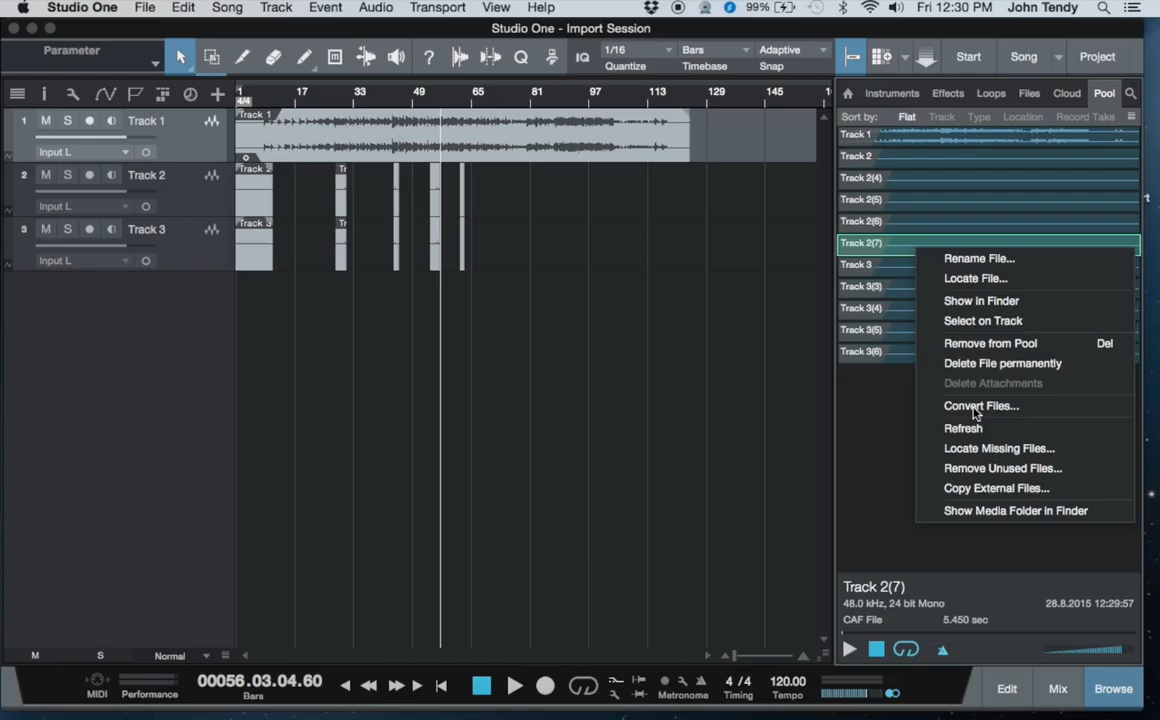 Studio One File Edit Song Track Event Audio Transport View Help 99% Fri 12:30 PM John Tendy
Studio One - Import Session
Parameter
1/16 Bars Adaptive
IQ Quantize Timebase Snap
Start Song Project
Instruments Effects Loops Files Cloud Pool
Sort by: Flat Track Type Location Record Take
1 17 33 49 65 81 97 113 129 145
4/4
1 M S Track 1
Input L
2 M S Track 2
Input L
3 M S Track 3
Input L
Track 1
Track 2 Tr
Track 3 Tr
Track 1
Track 2
Track 2(4)
Track 2(5)
Track 2(6)
Track 2(7)
Track 3
Track 3(3)
Track 3(4)
Track 3(5)
Track 3(6)
Rename File...
Locate File...
Show in Finder
Select on Track
Remove from Pool Del
Delete File permanently
Delete Attachments
Convert Files...
Refresh
Locate Missing Files...
Remove Unused Files...
Copy External Files...
Show Media Folder in Finder
Track 2(7)
48.0 kHz, 24 bit Mono 28.8.2015 12:29:57
CAF File 5.450 sec
M S Normal
MIDI Performance
00056.03.04.60
Bars
Metronome
4 / 4
Timing
120.00
Tempo
Edit Mix Browse